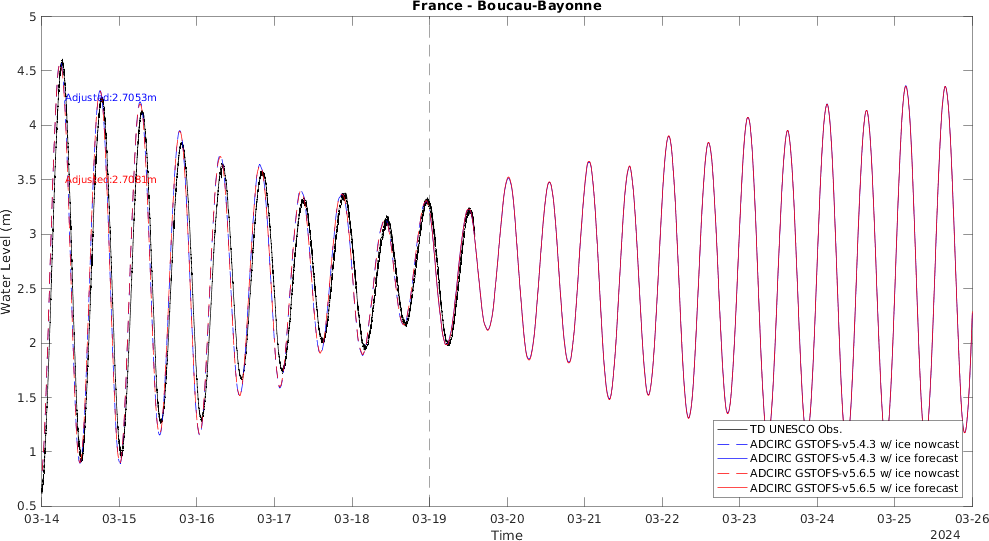 France - Boucau-Bayonne
Water Level (m)
5
4.5
4
3.5
3
2.5
2
1.5
1
0.5
Adjusted:2.7053m
Adjusted:2.7081m
TD UNESCO Obs.
ADCIRC GSTOFS-v5.4.3 w/ ice nowcast
ADCIRC GSTOFS-v5.4.3 w/ ice forecast
ADCIRC GSTOFS-v5.6.5 w/ ice nowcast
ADCIRC GSTOFS-v5.6.5 w/ ice forecast
03-14 03-15 03-16 03-17 03-18 03-19 03-20 03-21 03-22 03-23 03-24 03-25 03-26
Time
2024